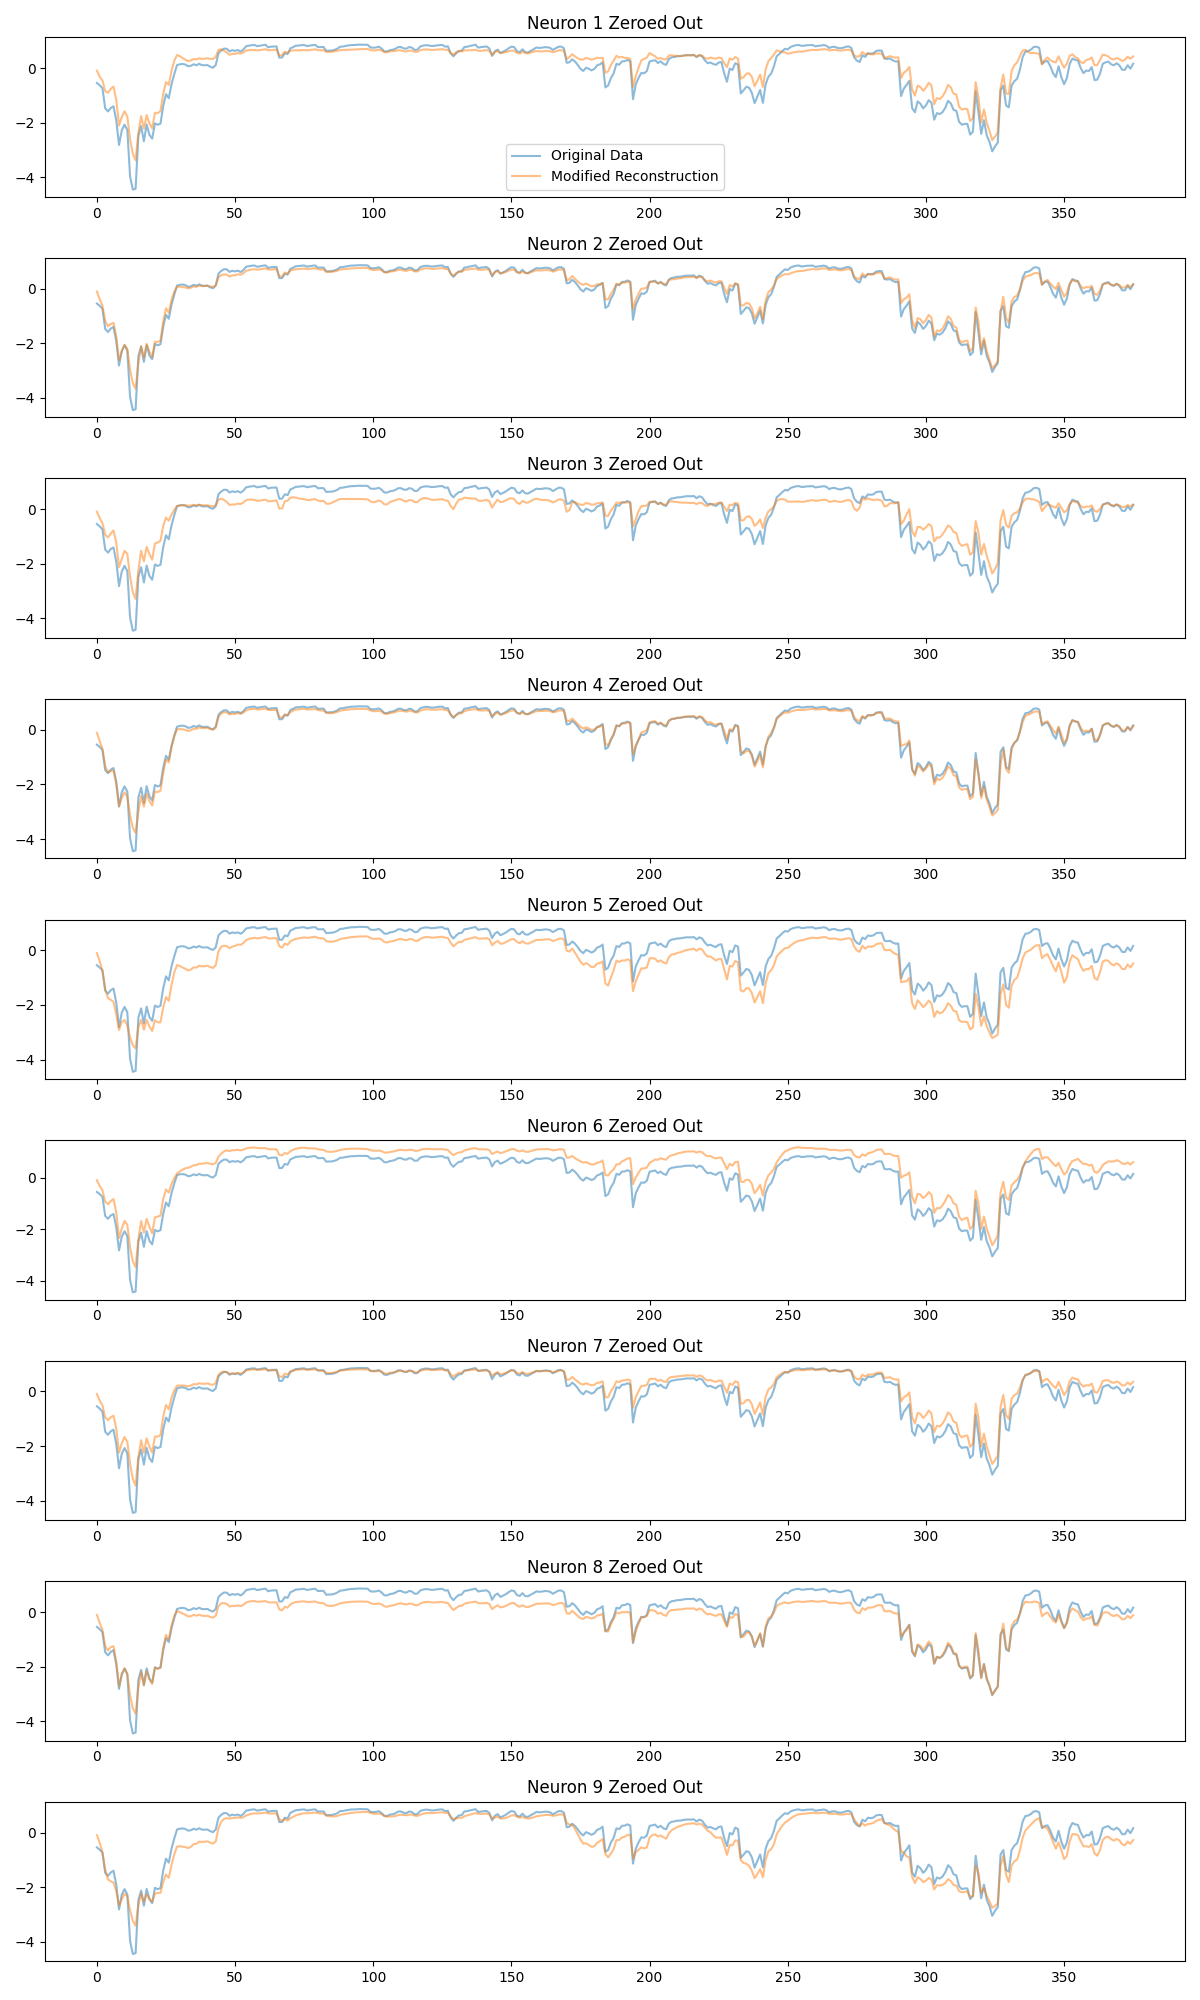 Neuron 1 Zeroed Out
0
−2
−4
Original Data
Modified Reconstruction
0 50 100 150 200 250 300 350
Neuron 2 Zeroed Out
0
−2
−4
0 50 100 150 200 250 300 350
Neuron 3 Zeroed Out
0
−2
−4
0 50 100 150 200 250 300 350
Neuron 4 Zeroed Out
0
−2
−4
0 50 100 150 200 250 300 350
Neuron 5 Zeroed Out
0
−2
−4
0 50 100 150 200 250 300 350
Neuron 6 Zeroed Out
0
−2
−4
0 50 100 150 200 250 300 350
Neuron 7 Zeroed Out
0
−2
−4
0 50 100 150 200 250 300 350
Neuron 8 Zeroed Out
0
−2
−4
0 50 100 150 200 250 300 350
Neuron 9 Zeroed Out
0
−2
−4
0 50 100 150 200 250 300 350